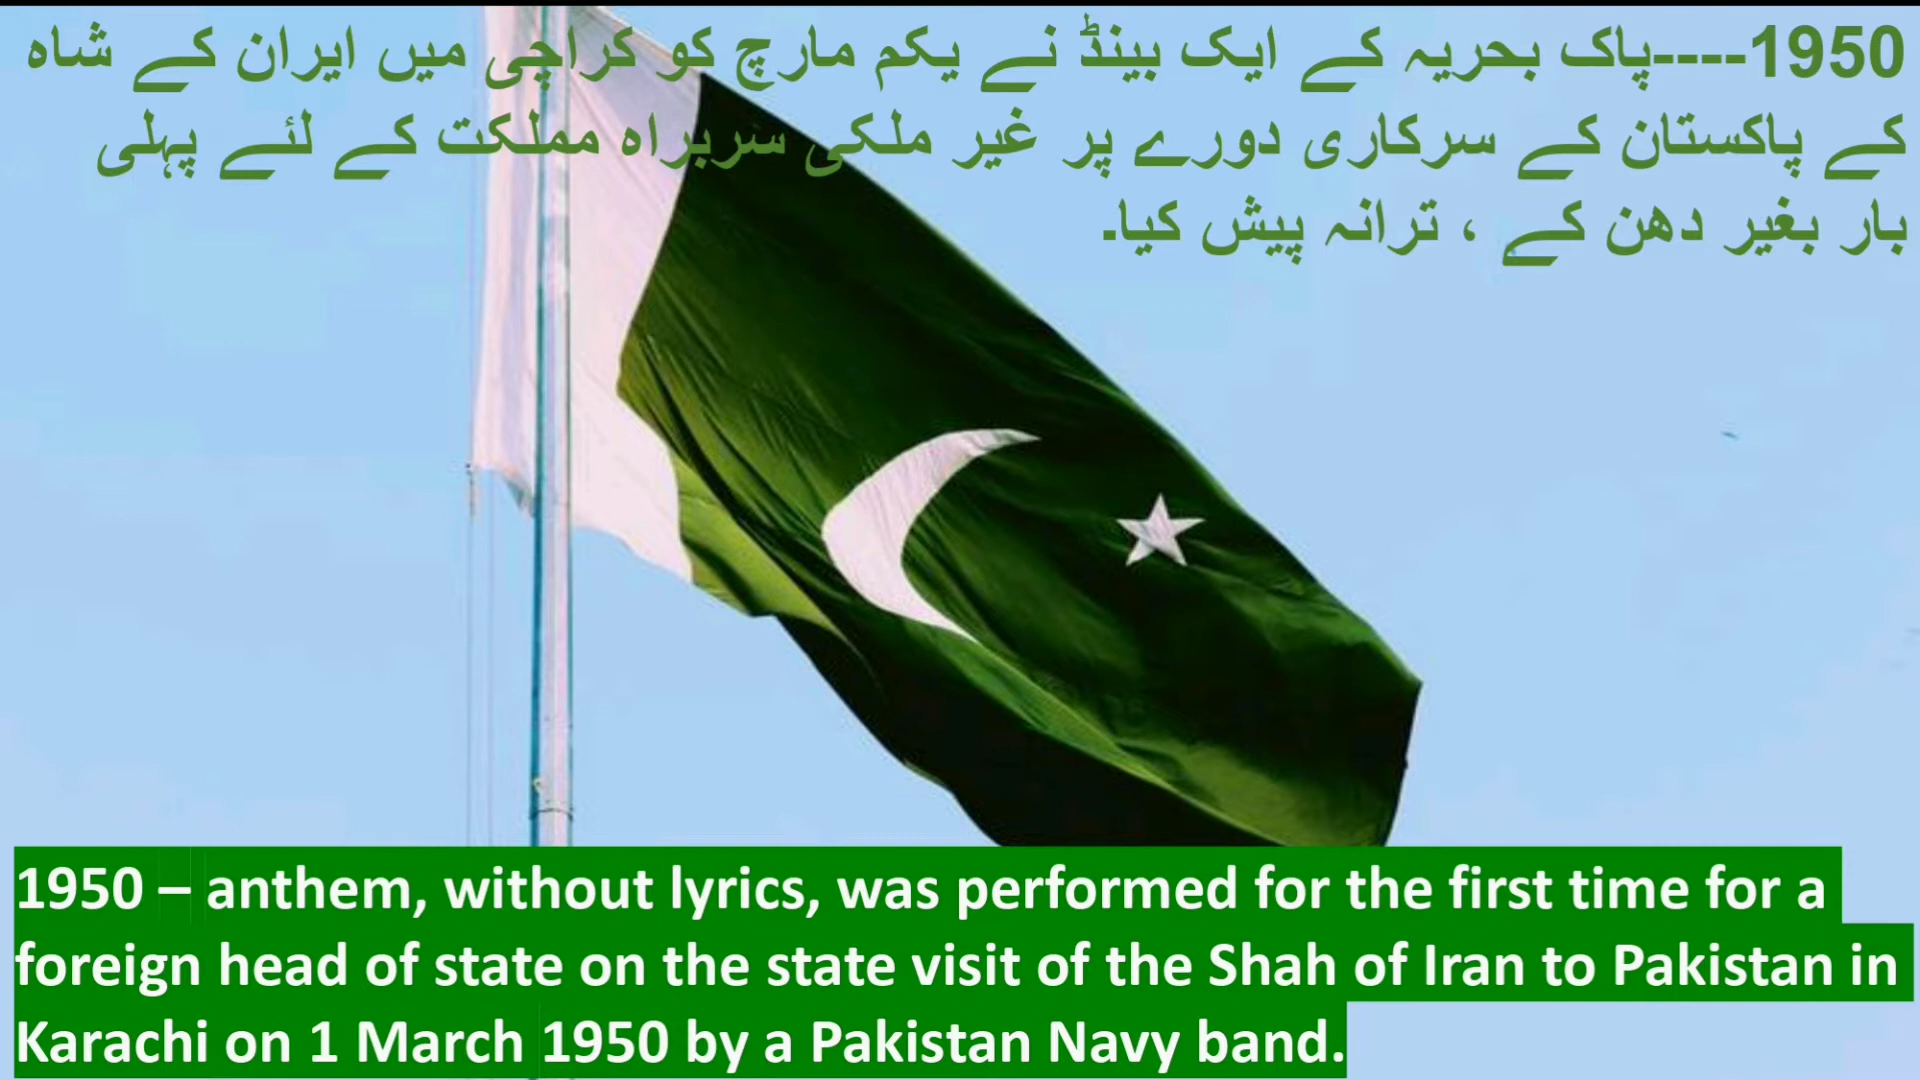 1950----پاک بحریہ کے ایک بینڈ نے یکم مارچ کو کراچی میں ایران کے شاہ
کے پاکستان کے سرکاری دورے پر غیر ملکی سربراہ مملکت کے لئے پہلی
بار بغیر دھن کے ، ترانہ پیش کیا۔
1950 – anthem, without lyrics, was performed for the first time for a
foreign head of state on the state visit of the Shah of Iran to Pakistan in
Karachi on 1 March 1950 by a Pakistan Navy band.